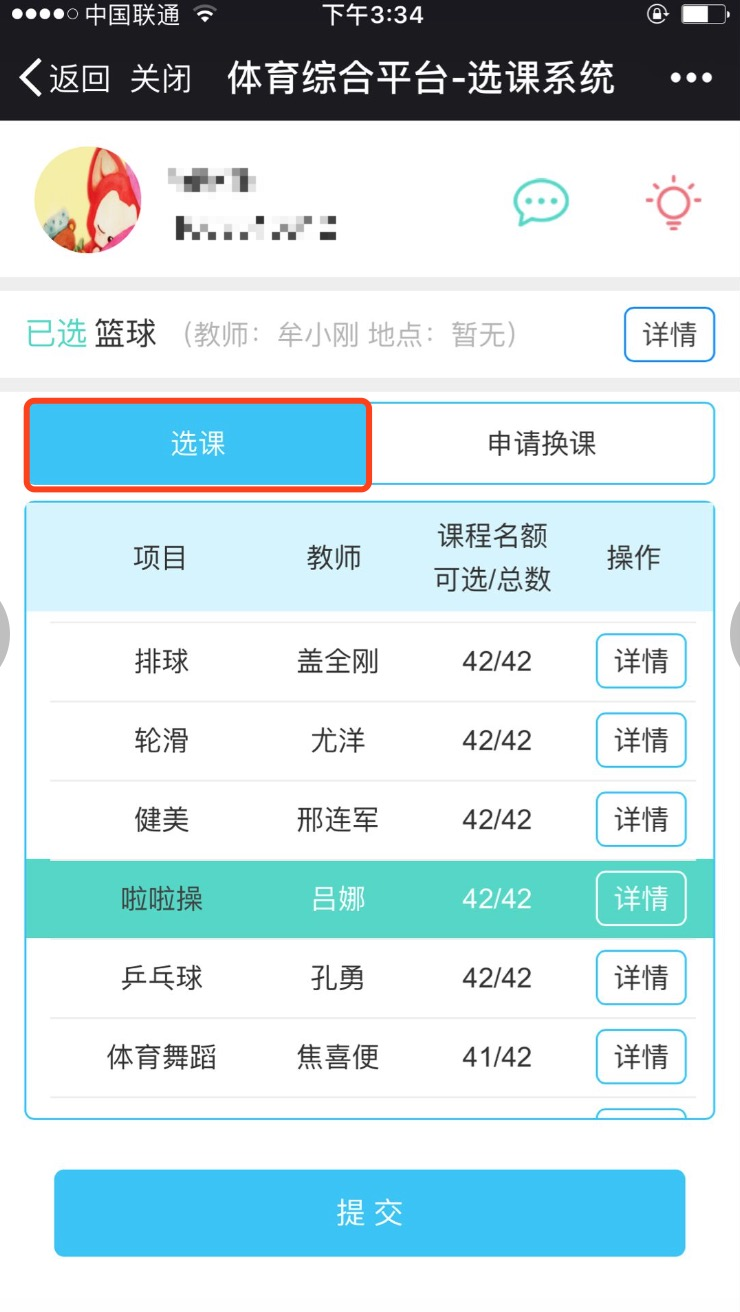 中国联通 下午3:34
返回 关闭 体育综合平台-选课系统
已选 篮球 (教师：牟小刚 地点：暂无) 详情
选课 申请换课
项目 教师 课程名额 操作
可选/总数
排球 盖全刚 42/42 详情
轮滑 尤洋 42/42 详情
健美 邢连军 42/42 详情
啦啦操 吕娜 42/42 详情
乒乓球 孔勇 42/42 详情
体育舞蹈 焦喜便 41/42 详情
提 交